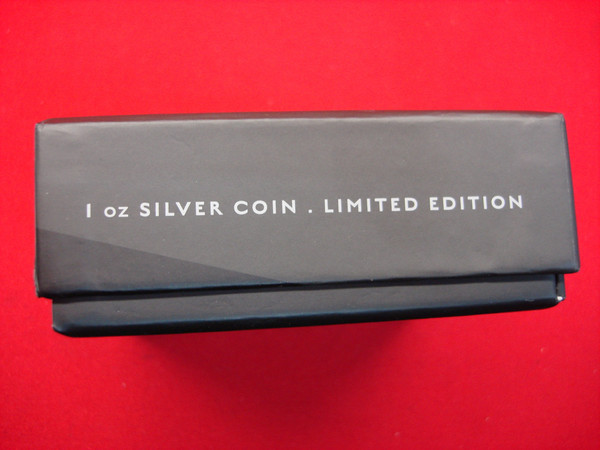 1 oz SILVER COIN . LIMITED EDITION